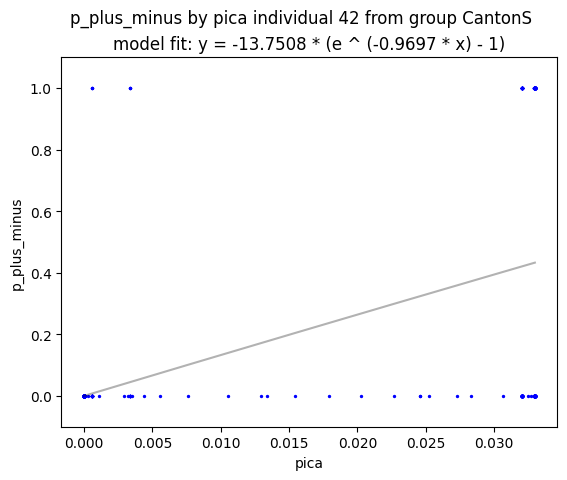 p_plus_minus by pica individual 42 from group CantonS
model fit: y = -13.7508 * (e ^ (-0.9697 * x) - 1)
1.0
0.8
0.6
0.4
0.2
0.0
p_plus_minus
0.000 0.005 0.010 0.015 0.020 0.025 0.030
pica